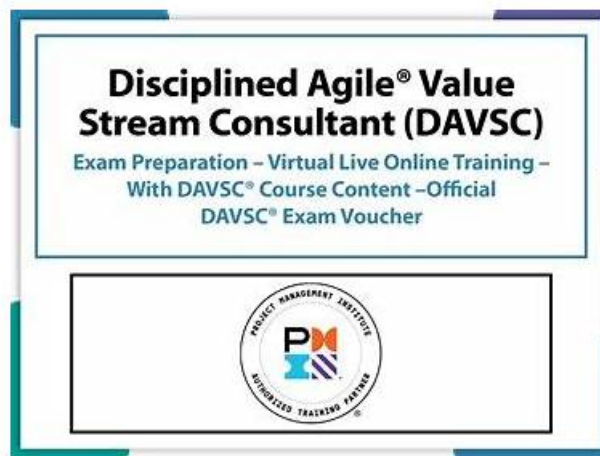 Disciplined Agile® Value
Stream Consultant (DAVSC)
Exam Preparation – Virtual Live Online Training –
With DAVSC® Course Content –Official
DAVSC® Exam Voucher
PROJECT MANAGEMENT INSTITUTE
PMI
AUTHORIZED TRAINING PARTNER
®